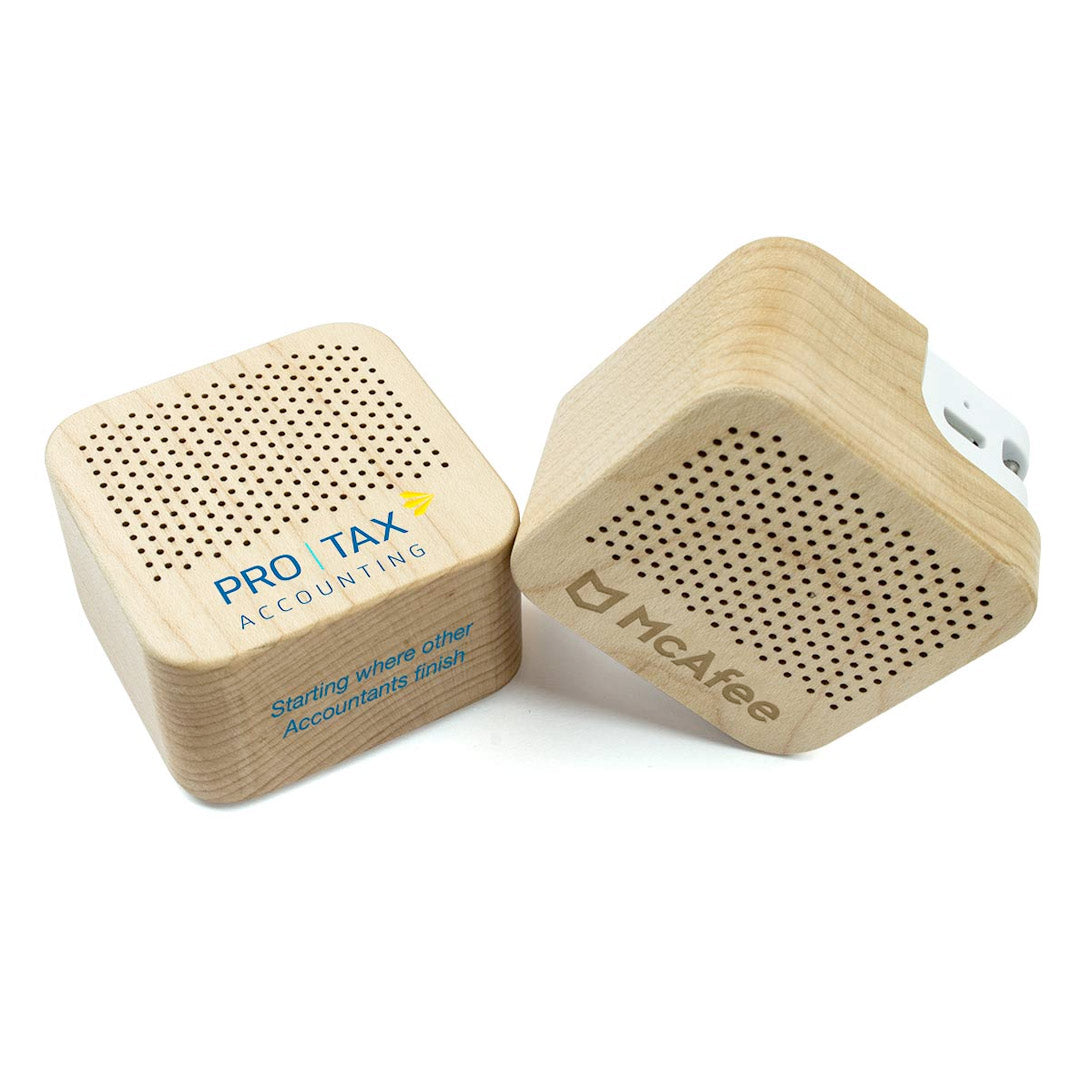 PRO | TAX
ACCOUNTING
Starting where other
Accountants finish
McAfee